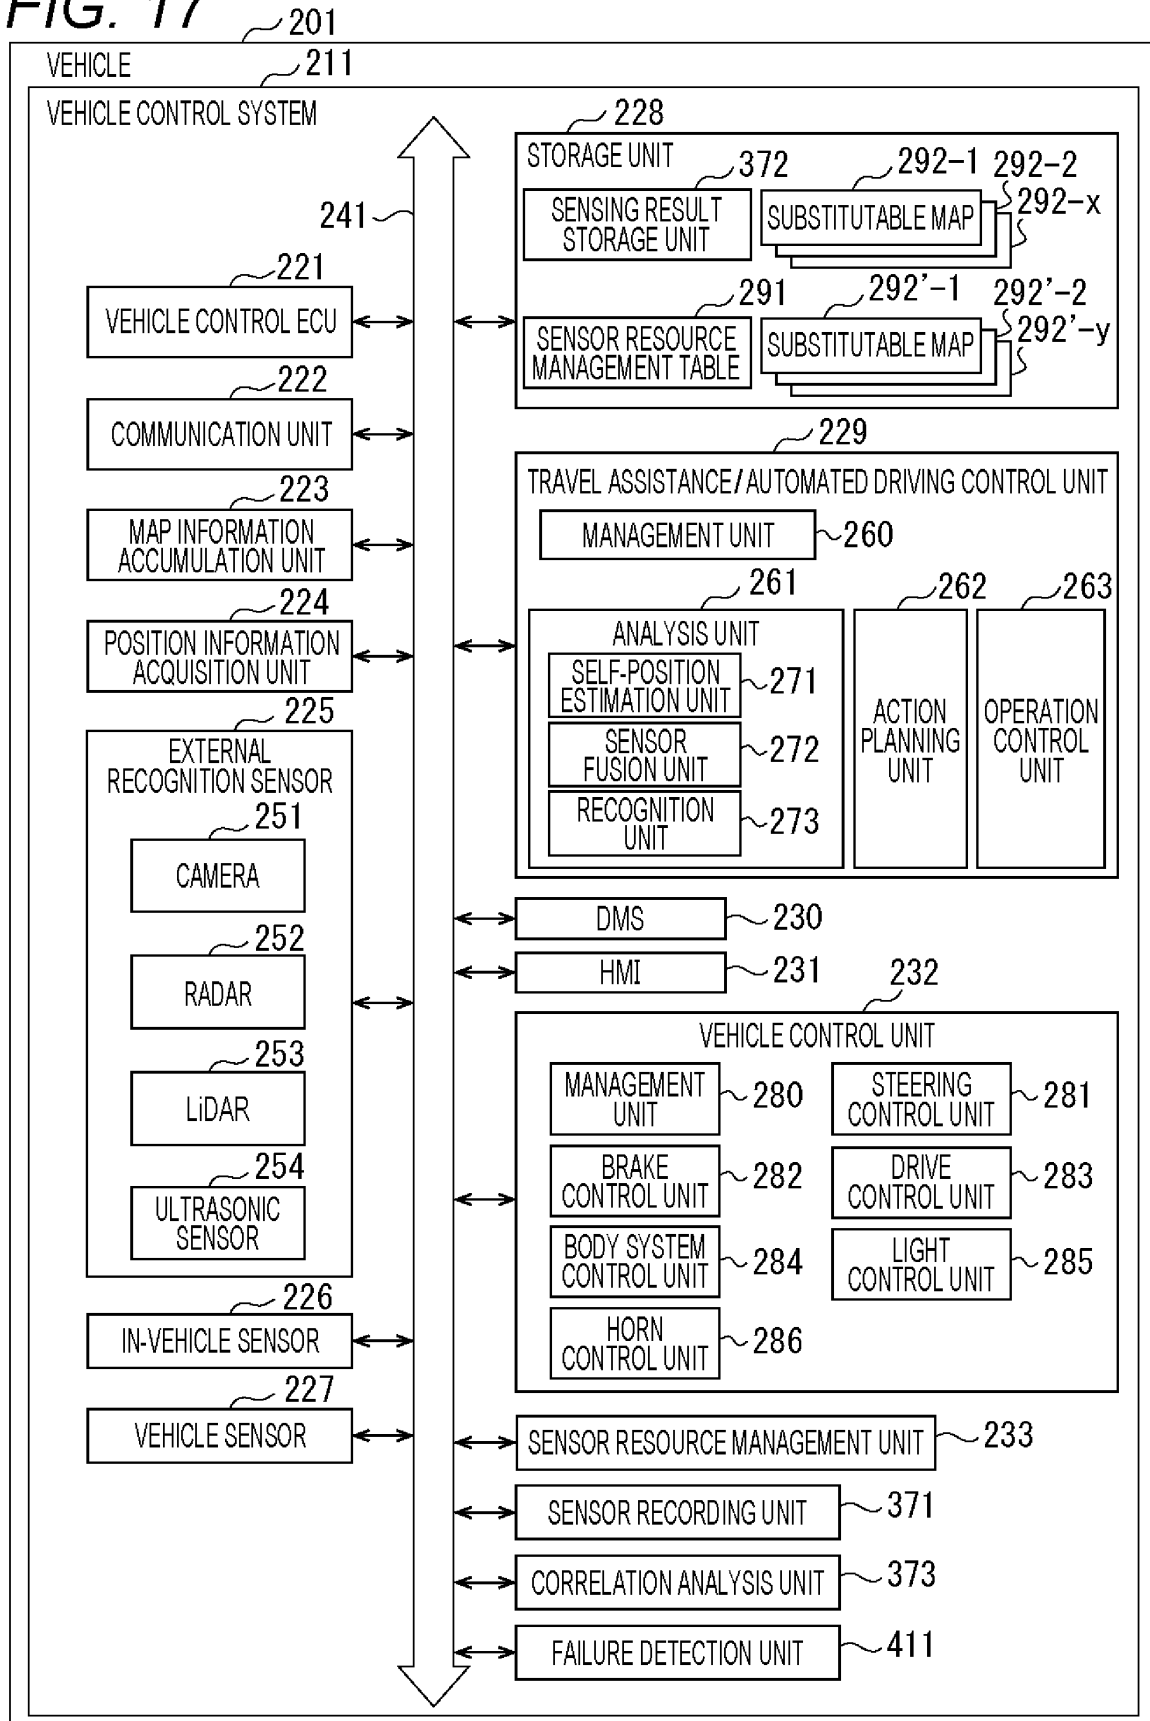 FIG. 17
201
VEHICLE
211
VEHICLE CONTROL SYSTEM
241
221
VEHICLE CONTROL ECU
222
COMMUNICATION UNIT
223
MAP INFORMATION
ACCUMULATION UNIT
224
POSITION INFORMATION
ACQUISITION UNIT
225
EXTERNAL
RECOGNITION SENSOR
251
CAMERA
252
RADAR
253
LiDAR
254
ULTRASONIC
SENSOR
226
IN-VEHICLE SENSOR
227
VEHICLE SENSOR
228
STORAGE UNIT
372
SENSING RESULT
STORAGE UNIT
292-1
292-2
292-x
SUBSTITUTABLE MAP
291
SENSOR RESOURCE
MANAGEMENT TABLE
292'-1
292'-2
292'-y
SUBSTITUTABLE MAP
229
TRAVEL ASSISTANCE/AUTOMATED DRIVING CONTROL UNIT
MANAGEMENT UNIT
260
261
ANALYSIS UNIT
SELF-POSITION
ESTIMATION UNIT
271
SENSOR
FUSION UNIT
272
RECOGNITION
UNIT
273
262
ACTION
PLANNING
UNIT
263
OPERATION
CONTROL
UNIT
DMS
230
HMI
231
232
VEHICLE CONTROL UNIT
MANAGEMENT
UNIT
280
STEERING
CONTROL UNIT
281
BRAKE
CONTROL UNIT
282
DRIVE
CONTROL UNIT
283
BODY SYSTEM
CONTROL UNIT
284
LIGHT
CONTROL UNIT
285
HORN
CONTROL UNIT
286
SENSOR RESOURCE MANAGEMENT UNIT
233
SENSOR RECORDING UNIT
371
CORRELATION ANALYSIS UNIT
373
FAILURE DETECTION UNIT
411